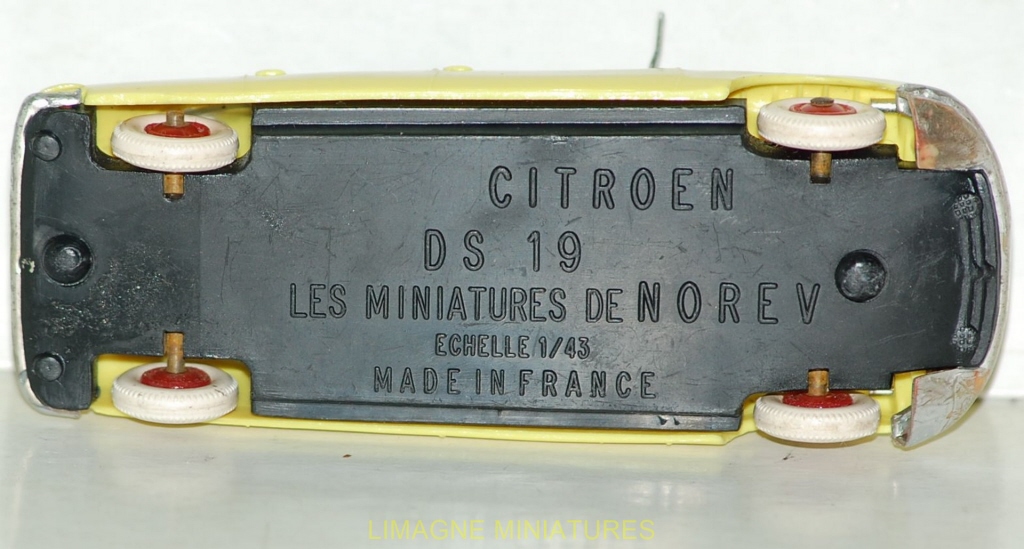 CITROEN
DS 19
LES MINIATURES DE NOREV
ECHELLE 1/43
MADE IN FRANCE
LIMAGNE MINIATURES